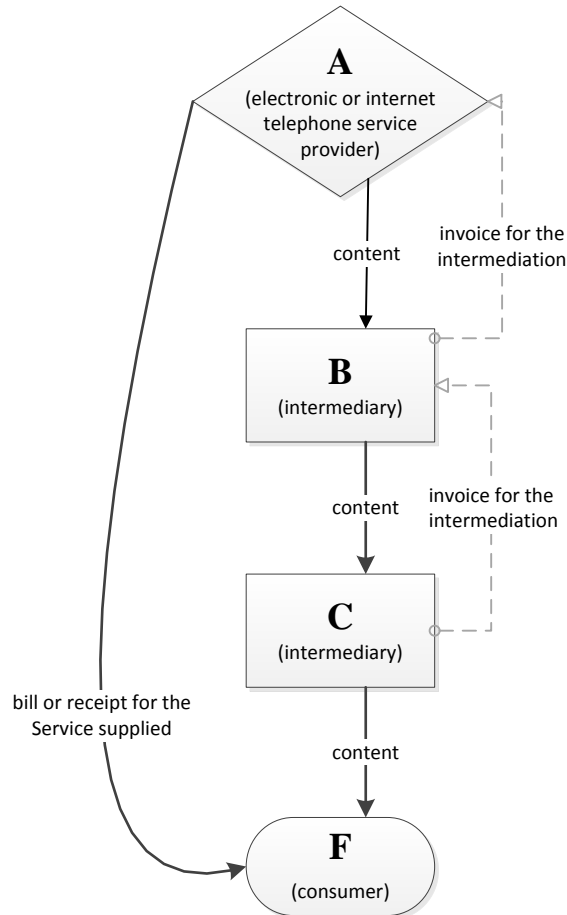 A
(electronic or internet
telephone service
provider)
invoice for the
intermediation
content
B
(intermediary)
invoice for the
intermediation
content
C
(intermediary)
bill or receipt for the
Service supplied
content
F
(consumer)